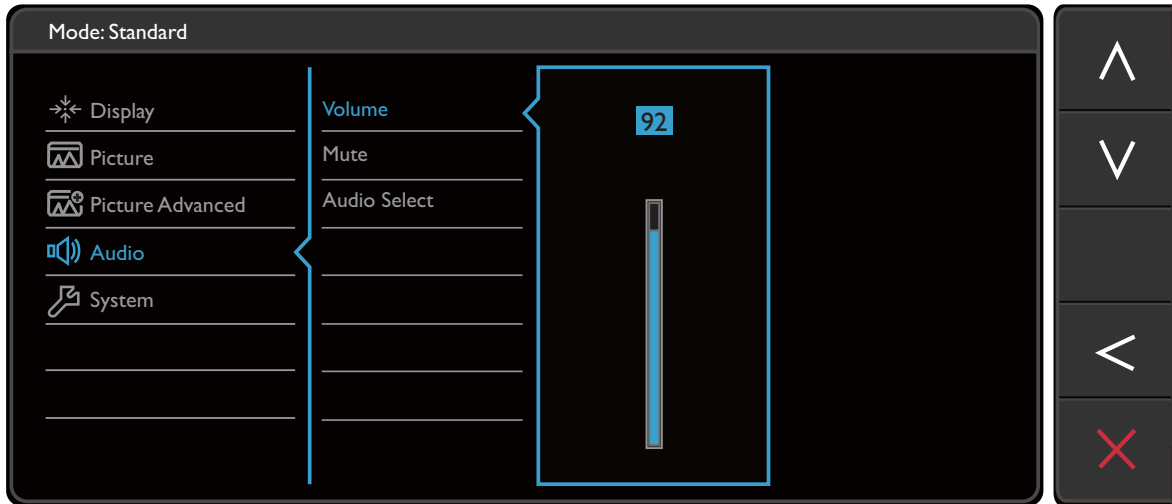 Mode: Standard
Display
Picture
Picture Advanced
Audio
System
Volume
Mute
Audio Select
92